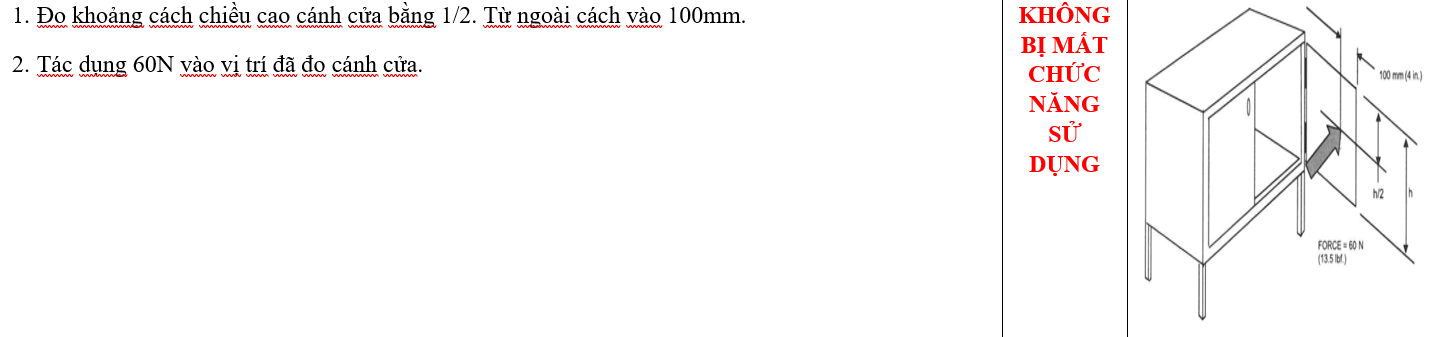 1. Đo khoảng cách chiều cao cánh cửa bằng 1/2. Từ ngoài cách vào 100mm.
2. Tác dụng 60N vào vị trí đã đo cánh cửa.
KHÔNG
BỊ MẤT
CHỨC
NĂNG
SỬ
DỤNG
100 mm (4 in.)
h/2
h
FORCE = 60 N
(13.5 lbf.)